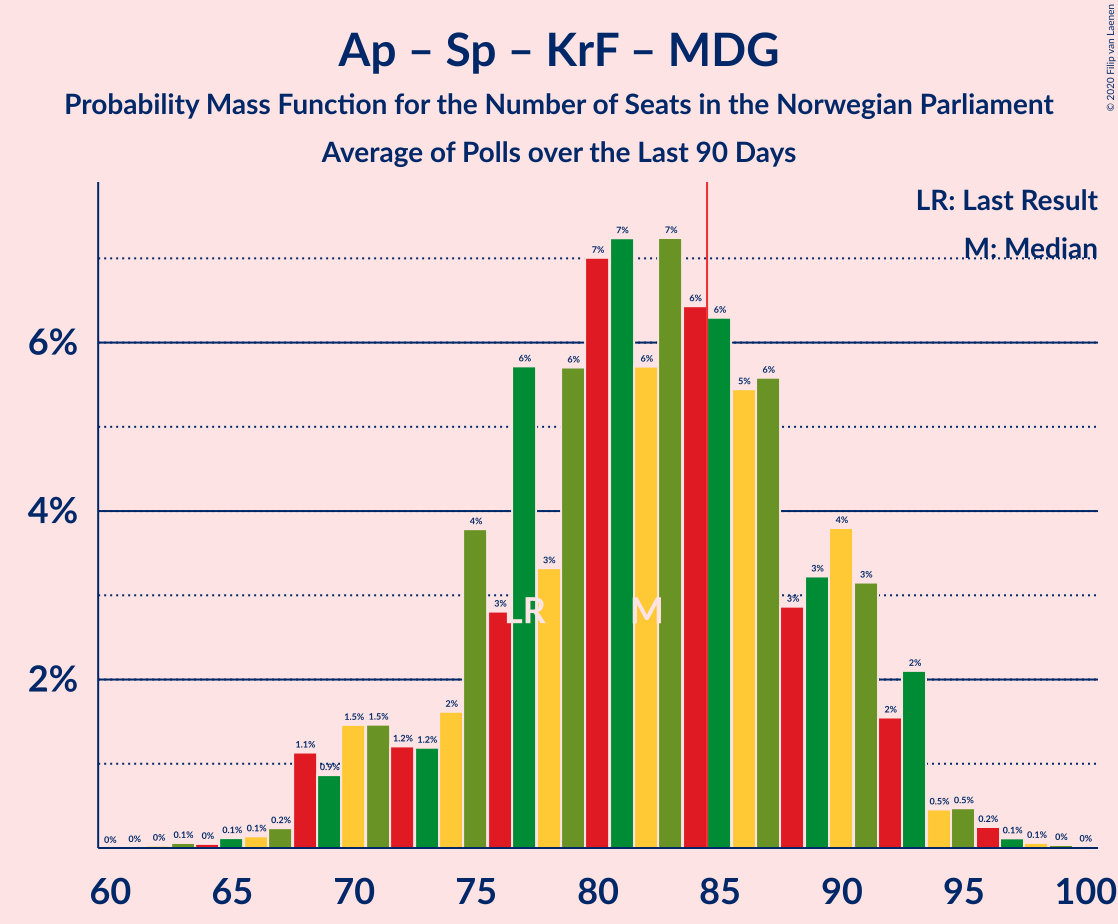 Ap – Sp – KrF – MDG
Probability Mass Function for the Number of Seats in the Norwegian Parliament
Average of Polls over the Last 90 Days
© 2020 Filip van Laenen
LR: Last Result
M: Median
6%
4%
2%
0% 0% 0% 0.1% 0% 0.1% 0.1% 0.2% 1.1% 0.9% 1.5% 1.5% 1.2% 1.2% 2% 4% 3% 6% 3% 6% 7% 7% 6% 7% 6% 6% 5% 6% 3% 3% 4% 3% 2% 2% 0.5% 0.5% 0.2% 0.1% 0.1% 0% 0%
LR M
60 65 70 75 80 85 90 95 100